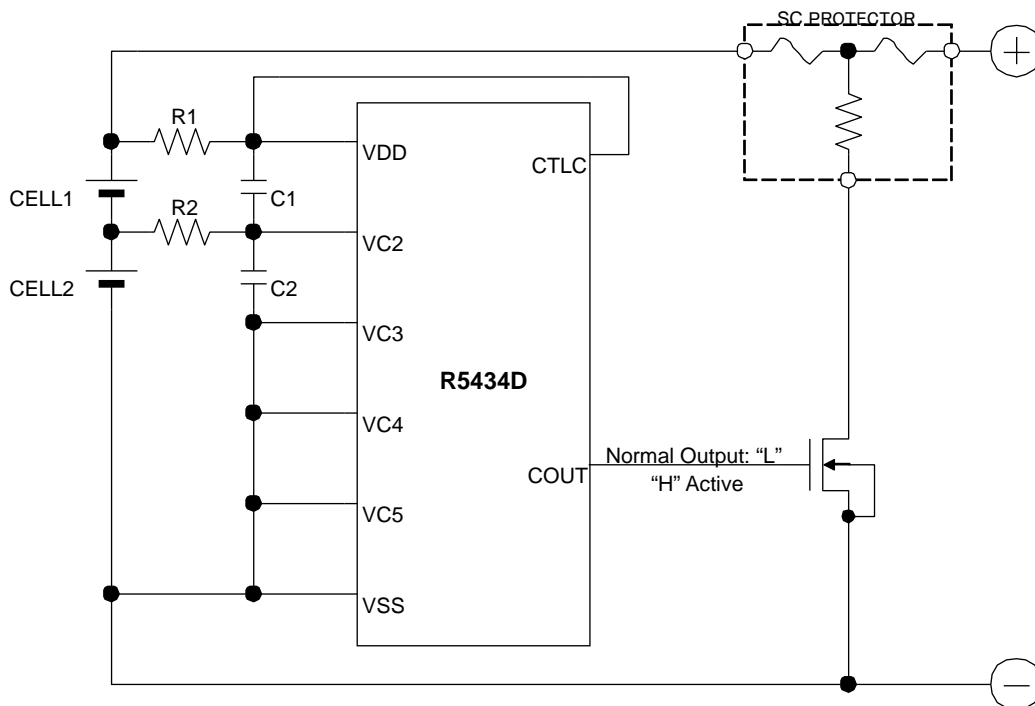 SC PROTECTOR
R1
VDD
CTLC
CELL1
C1
R2
VC2
CELL2
C2
VC3
R5434D
VC4
Normal Output: “L”
COUT
“H” Active
VC5
VSS